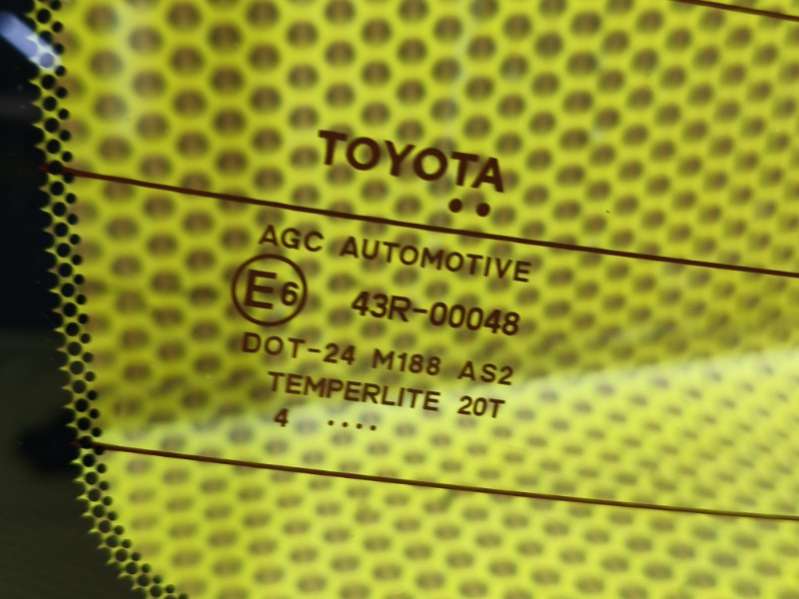 TOYOTA
AGC AUTOMOTIVE
E6 43R-00048
DOT-24 M188 AS2
TEMPERLITE 20T
4 ....